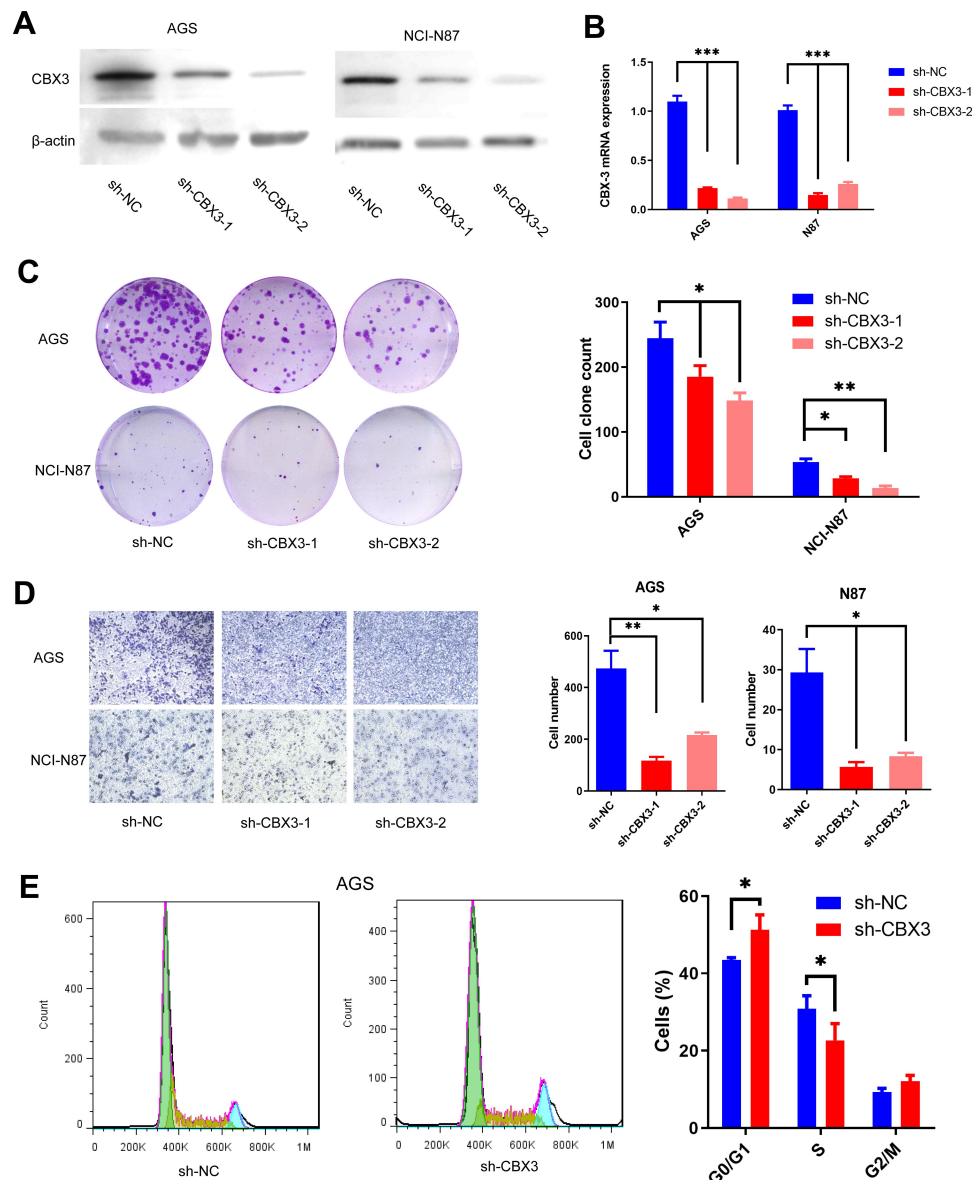 A
AGS
NCI-N87
CBX3
β-actin
sh-NC
sh-CBX3-1
sh-CBX3-2
sh-NC
sh-CBX3-1
sh-CBX3-2
B
CBX-3 mRNA expression
1.5
1.0
0.5
0.0
***
***
AGS
N87
sh-NC
sh-CBX3-1
sh-CBX3-2
C
AGS
NCI-N87
sh-NC
sh-CBX3-1
sh-CBX3-2
Cell clone count
300
200
100
0
*
*
**
AGS
NCI-N87
sh-NC
sh-CBX3-1
sh-CBX3-2
D
AGS
NCI-N87
sh-NC
sh-CBX3-1
sh-CBX3-2
AGS
Cell number
600
400
200
0
*
**
sh-NC
sh-CBX3-1
sh-CBX3-2
N87
Cell number
40
30
20
10
0
*
sh-NC
sh-CBX3-1
sh-CBX3-2
E
AGS
Count
600
400
200
0
0
200K
400K
600K
800K
1M
sh-NC
Count
400
300
200
100
0
0
200K
400K
600K
800K
1M
sh-CBX3
Cells (%)
60
40
20
0
*
*
G0/G1
S
G2/M
sh-NC
sh-CBX3